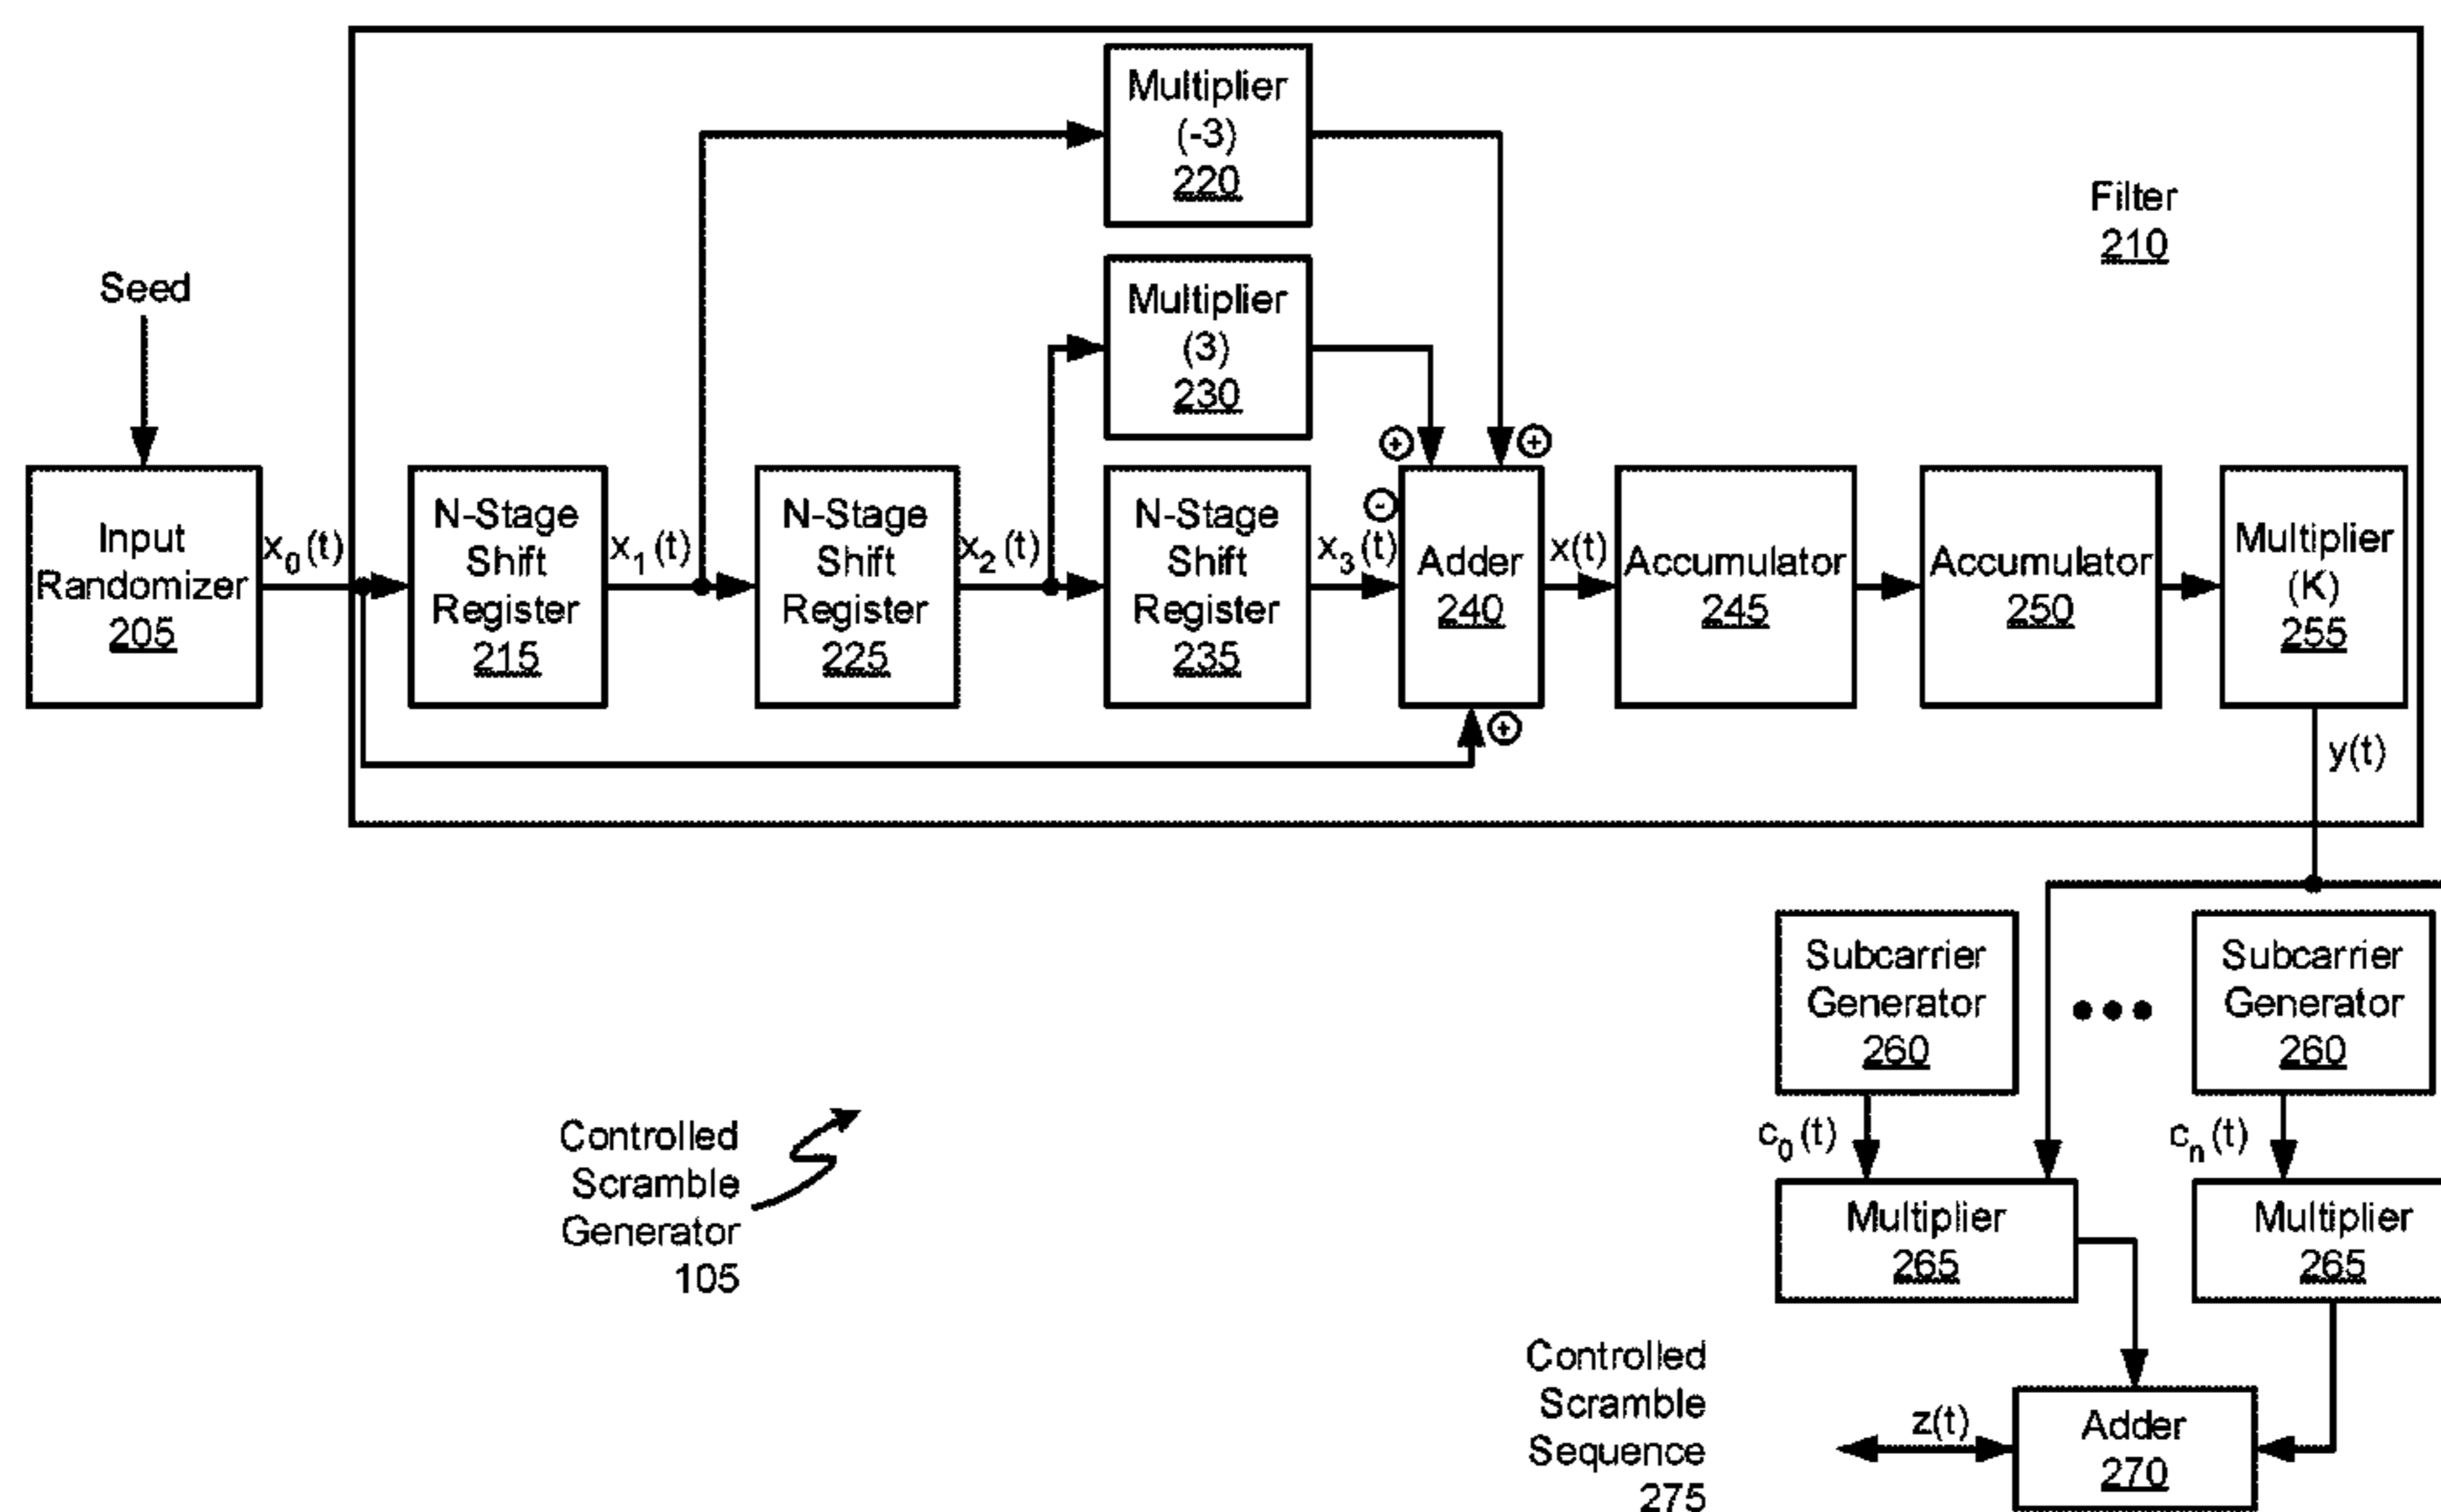 Multiplier
(-3)
220
Filter
210
Seed
Multiplier
(3)
230
Input
Randomizer
205
x0(t)
N-Stage
Shift
Register
215
x1(t)
N-Stage
Shift
Register
225
x2(t)
N-Stage
Shift
Register
235
x3(t)
+
+
-
Adder
240
+
x(t)
Accumulator
245
Accumulator
250
Multiplier
(K)
255
y(t)
Subcarrier
Generator
260
Subcarrier
Generator
260
c0(t)
cn(t)
Multiplier
265
Multiplier
265
Controlled
Scramble
Generator
105
Controlled
Scramble
Sequence
275
z(t)
Adder
270